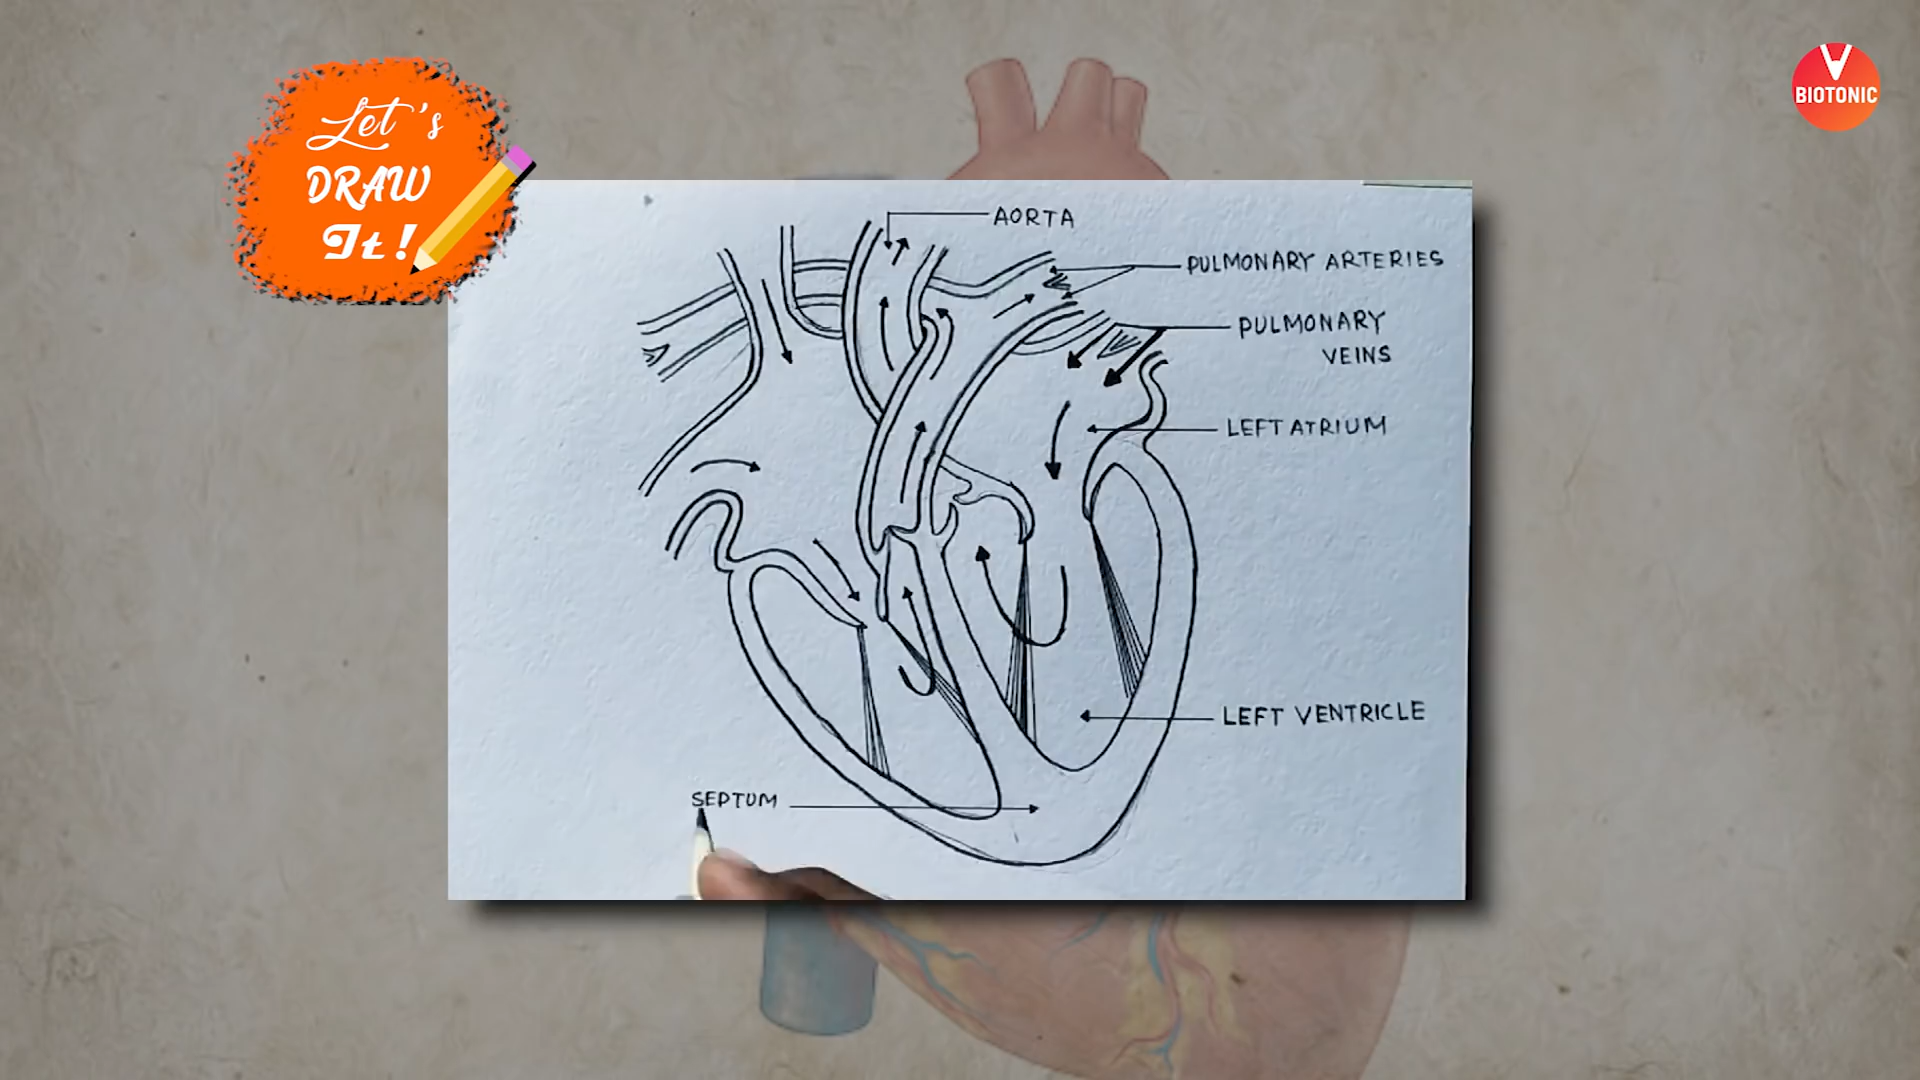 Let's
DRAW
It!
V
BIOTONIC
AORTA
PULMONARY ARTERIES
PULMONARY
VEINS
LEFT ATRIUM
LEFT VENTRICLE
SEPTUM